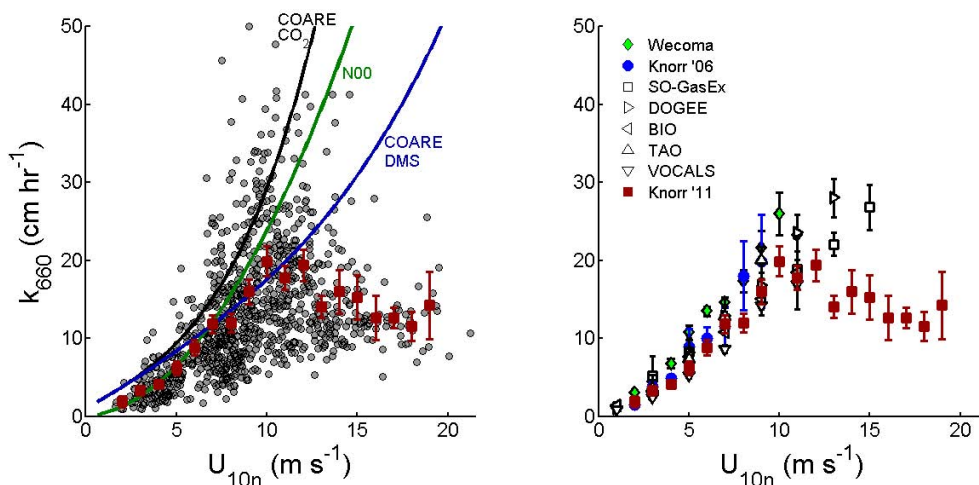 50
40
30
20
10
0
k660 (cm hr-1)
COARE
CO2
N00
COARE
DMS
0 5 10 15 20
U10n (m s-1)
50
40
30
20
10
0
Wecoma
Knorr '06
SO-GasEx
DOGEE
BIO
TAO
VOCALS
Knorr '11
0 5 10 15 20
U10n (m s-1)